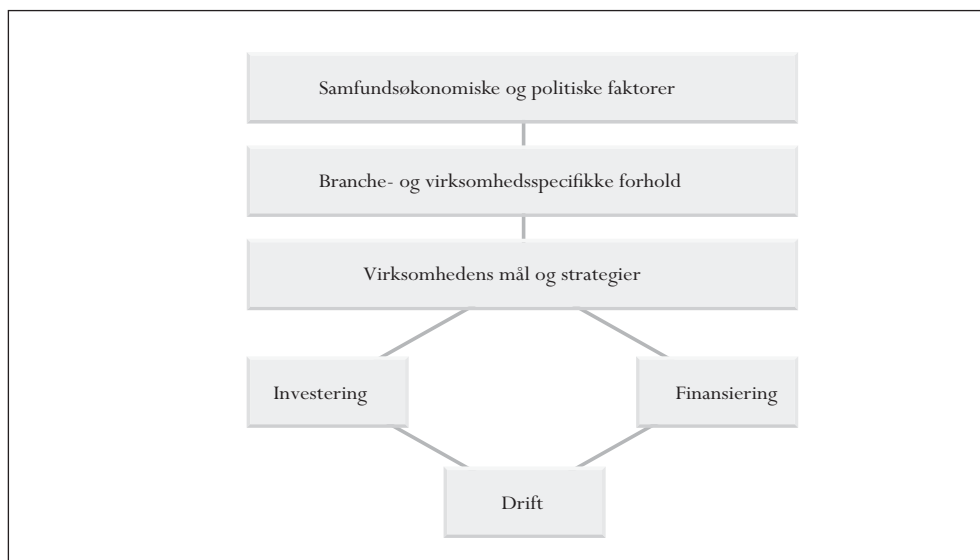 Samfundsøkonomiske og politiske faktorer
Branche- og virksomhedsspecifikke forhold
Virksomhedens mål og strategier
Investering
Finansiering
Drift